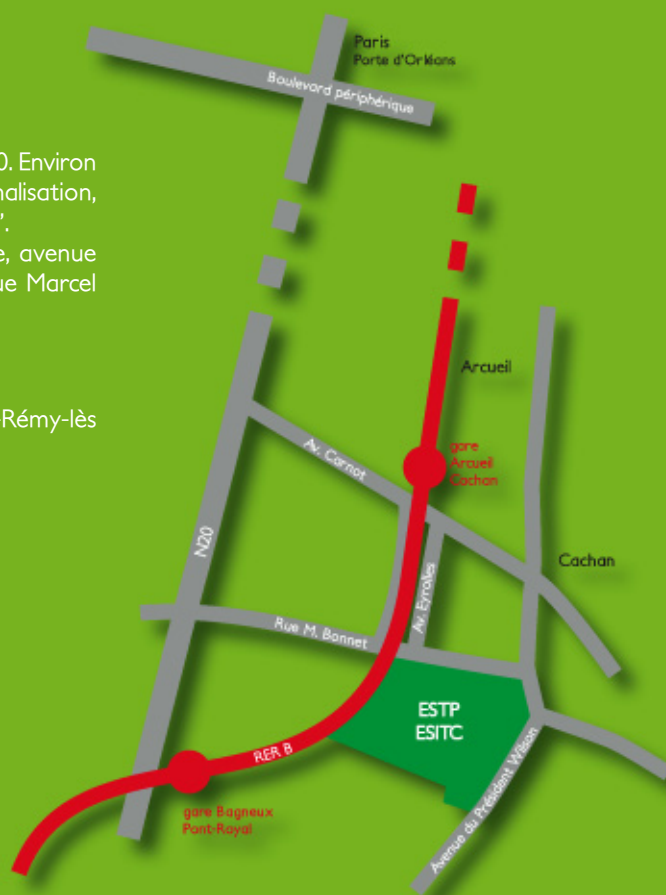 Paris
Porte d'Orléans
Boulevard périphérique
0. Environ
nalisation,
”.
e, avenue
ue Marcel
-Rémy-lès
Arcueil
gare
Arcueil
Cachan
Av. Carnot
N20
Cachan
Av. Eyrolles
Rue M. Bonnet
ESTP
ESITC
RER B
Avenue du Président Wilson
gare Bagneux
Pont-Royal